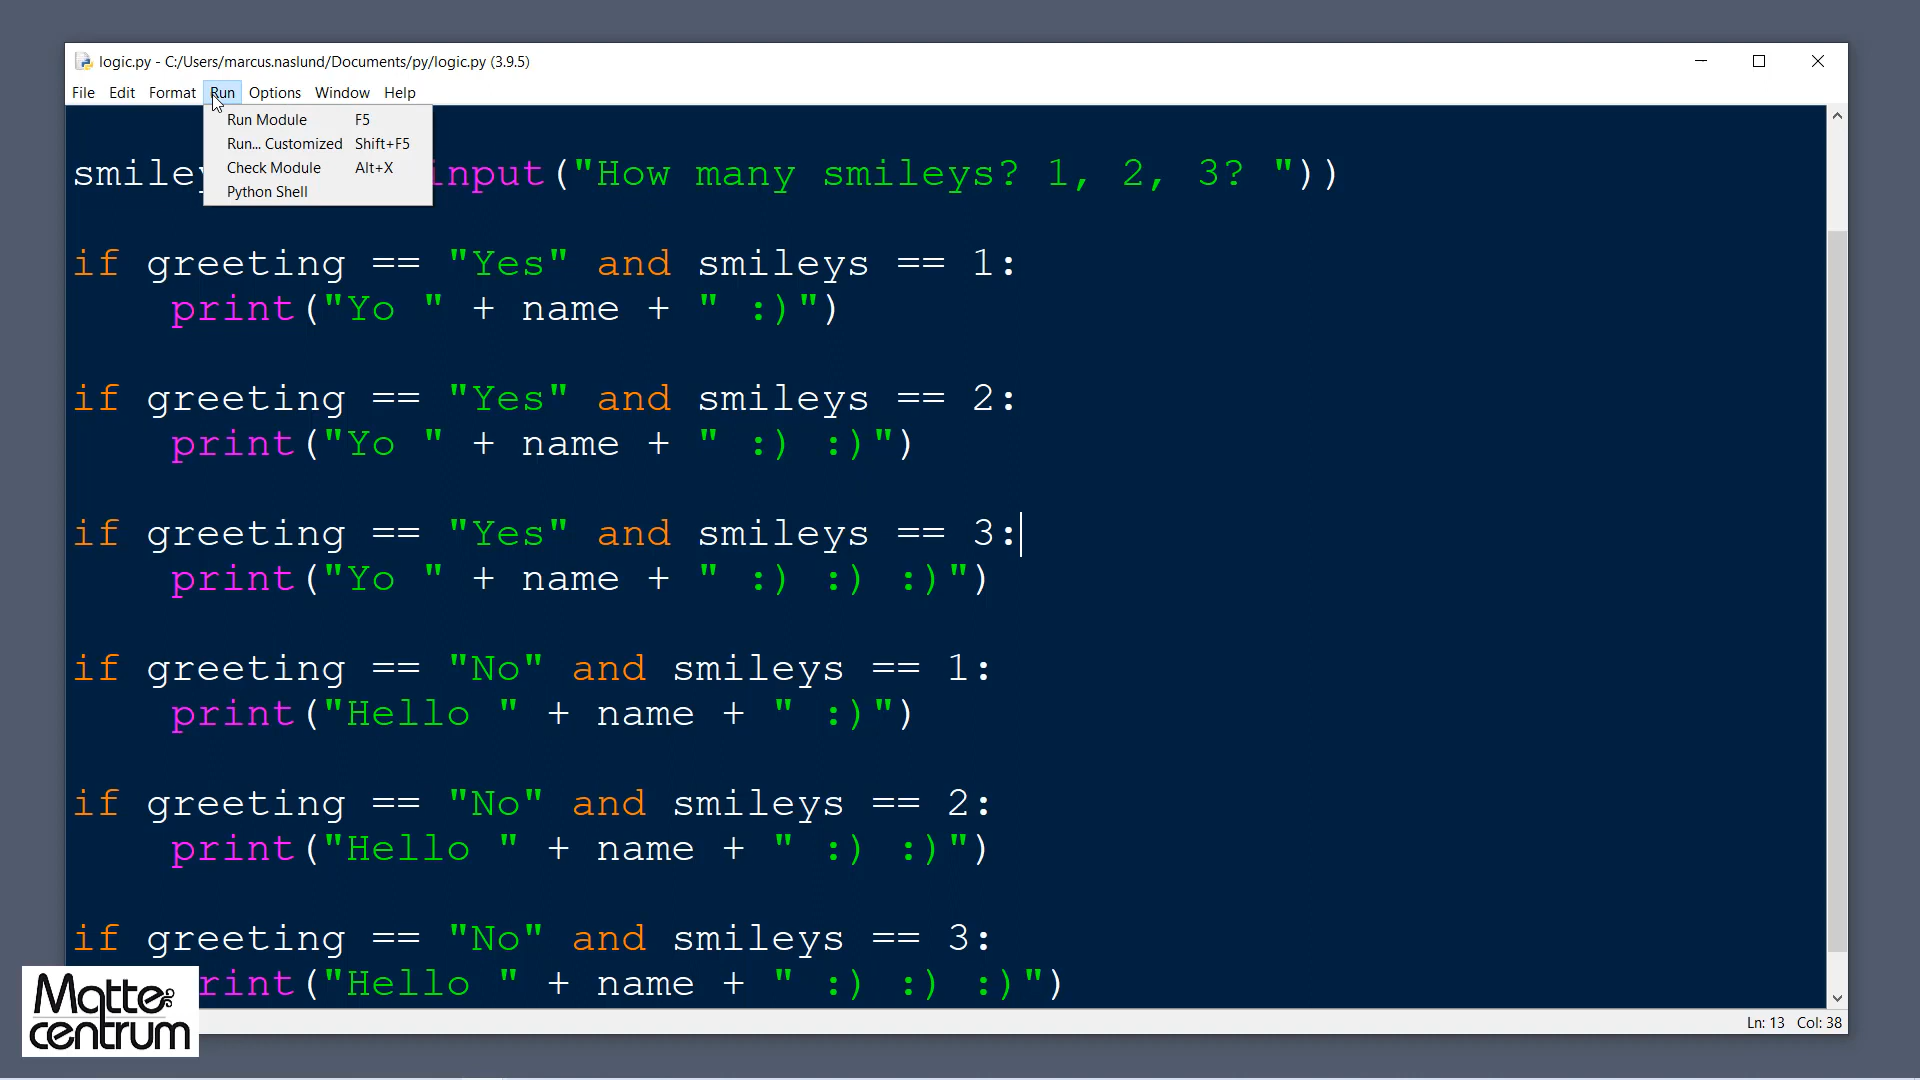 logic.py - C:/Users/marcus.naslund/Documents/py/logic.py (3.9.5)
File Edit Format Run Options Window Help
Run Module F5
Run... Customized Shift+F5
Check Module Alt+X
Python Shell
smiley input("How many smileys? 1, 2, 3? "))
if greeting == "Yes" and smileys == 1:
    print("Yo " + name + " :)")
if greeting == "Yes" and smileys == 2:
    print("Yo " + name + " :) :)")
if greeting == "Yes" and smileys == 3:
    print("Yo " + name + " :) :) :)")
if greeting == "No" and smileys == 1:
    print("Hello " + name + " :)")
if greeting == "No" and smileys == 2:
    print("Hello " + name + " :) :)")
if greeting == "No" and smileys == 3:
    rint("Hello " + name + " :) :) :)")
Matte
centrum
Ln: 13 Col: 38